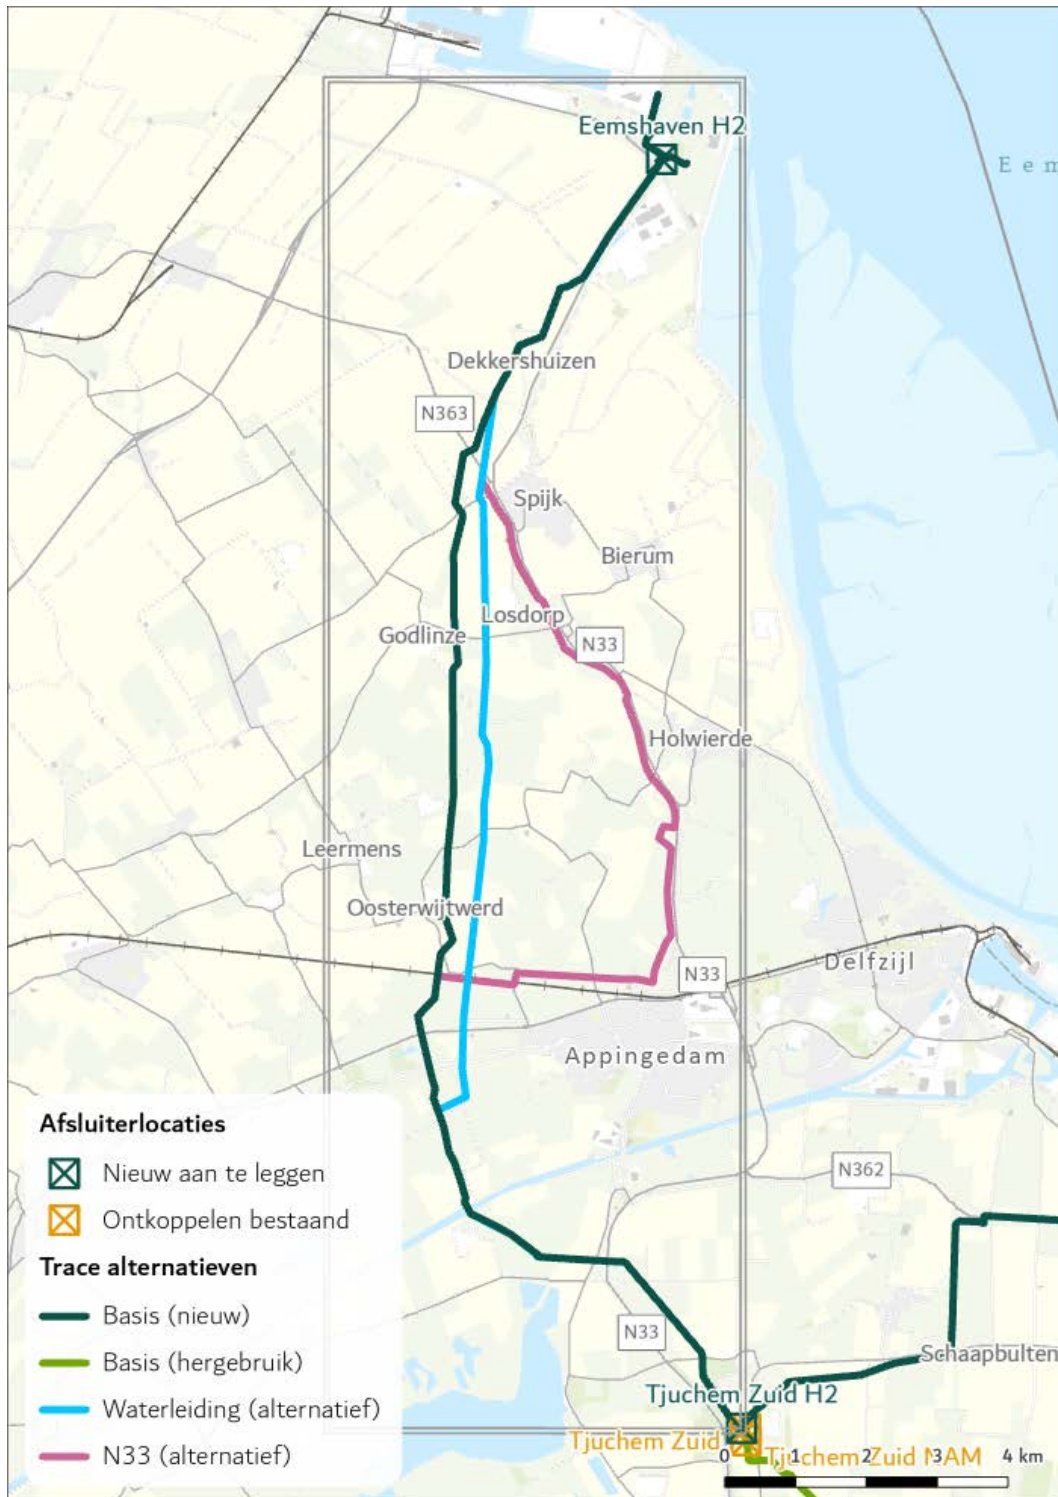 Eemshaven H2
Eem
Dekkershuizen
N363
Spijk
Bierum
Losdorp
Godlinze
N33
Holwierde
Leermens
Oosterwijtwerd
Delfzijl
N33
Appingedam
Afsluiterlocaties
Nieuw aan te leggen
Ontkoppelen bestaand
N362
Trace alternatieven
Basis (nieuw)
N33
Basis (hergebruik)
Schaapbulten
Tjuchem Zuid H2
Waterleiding (alternatief)
Tjuchem Zuid
Tjuchem Zuid NAM
N33 (alternatief)
0 1 2 3 4 km